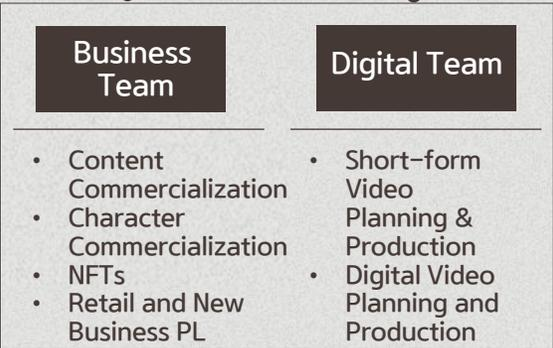 Business
Team
• Content
Commercialization
• Character
Commercialization
• NFTs
• Retail and New
Business PL
Digital Team
• Short-form
Video
Planning &
Production
• Digital Video
Planning and
Production